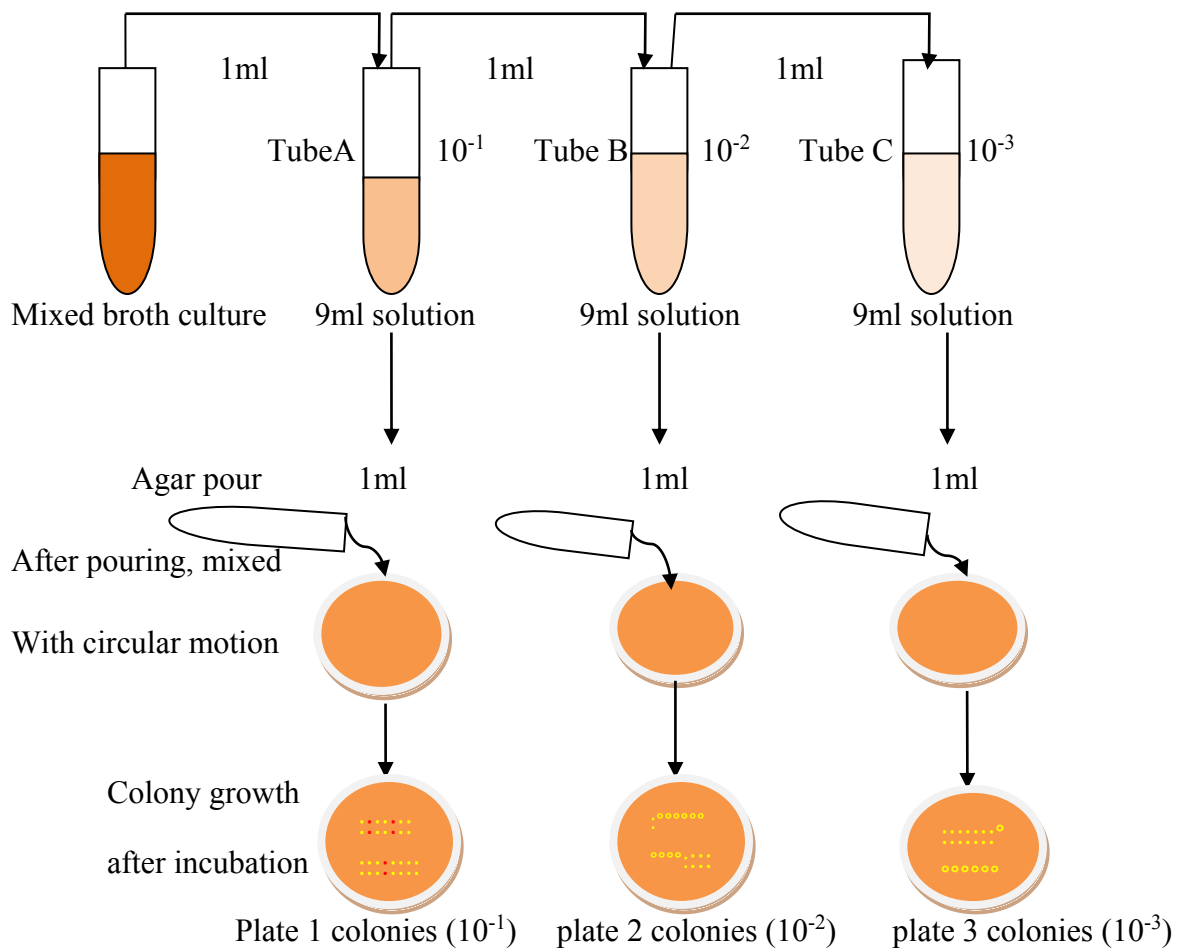 1ml 1ml 1ml
TubeA 10⁻¹ Tube B 10⁻² Tube C 10⁻³
Mixed broth culture 9ml solution 9ml solution 9ml solution
Agar pour 1ml 1ml 1ml
After pouring, mixed
With circular motion
Colony growth
after incubation
Plate 1 colonies (10⁻¹) plate 2 colonies (10⁻²) plate 3 colonies (10⁻³)